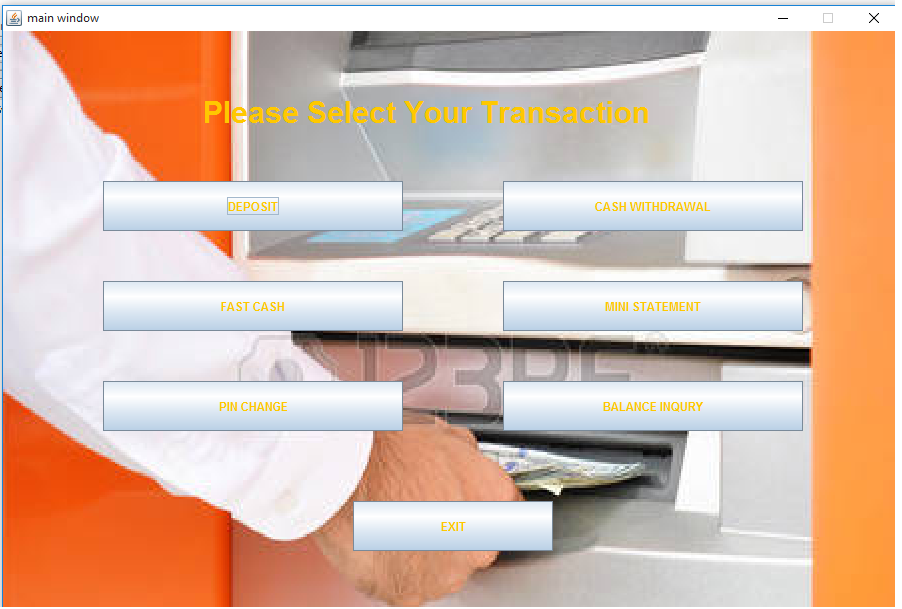 main window
Please Select Your Transaction
DEPOSIT
CASH WITHDRAWAL
FAST CASH
MINI STATEMENT
PIN CHANGE
BALANCE INQURY
EXIT